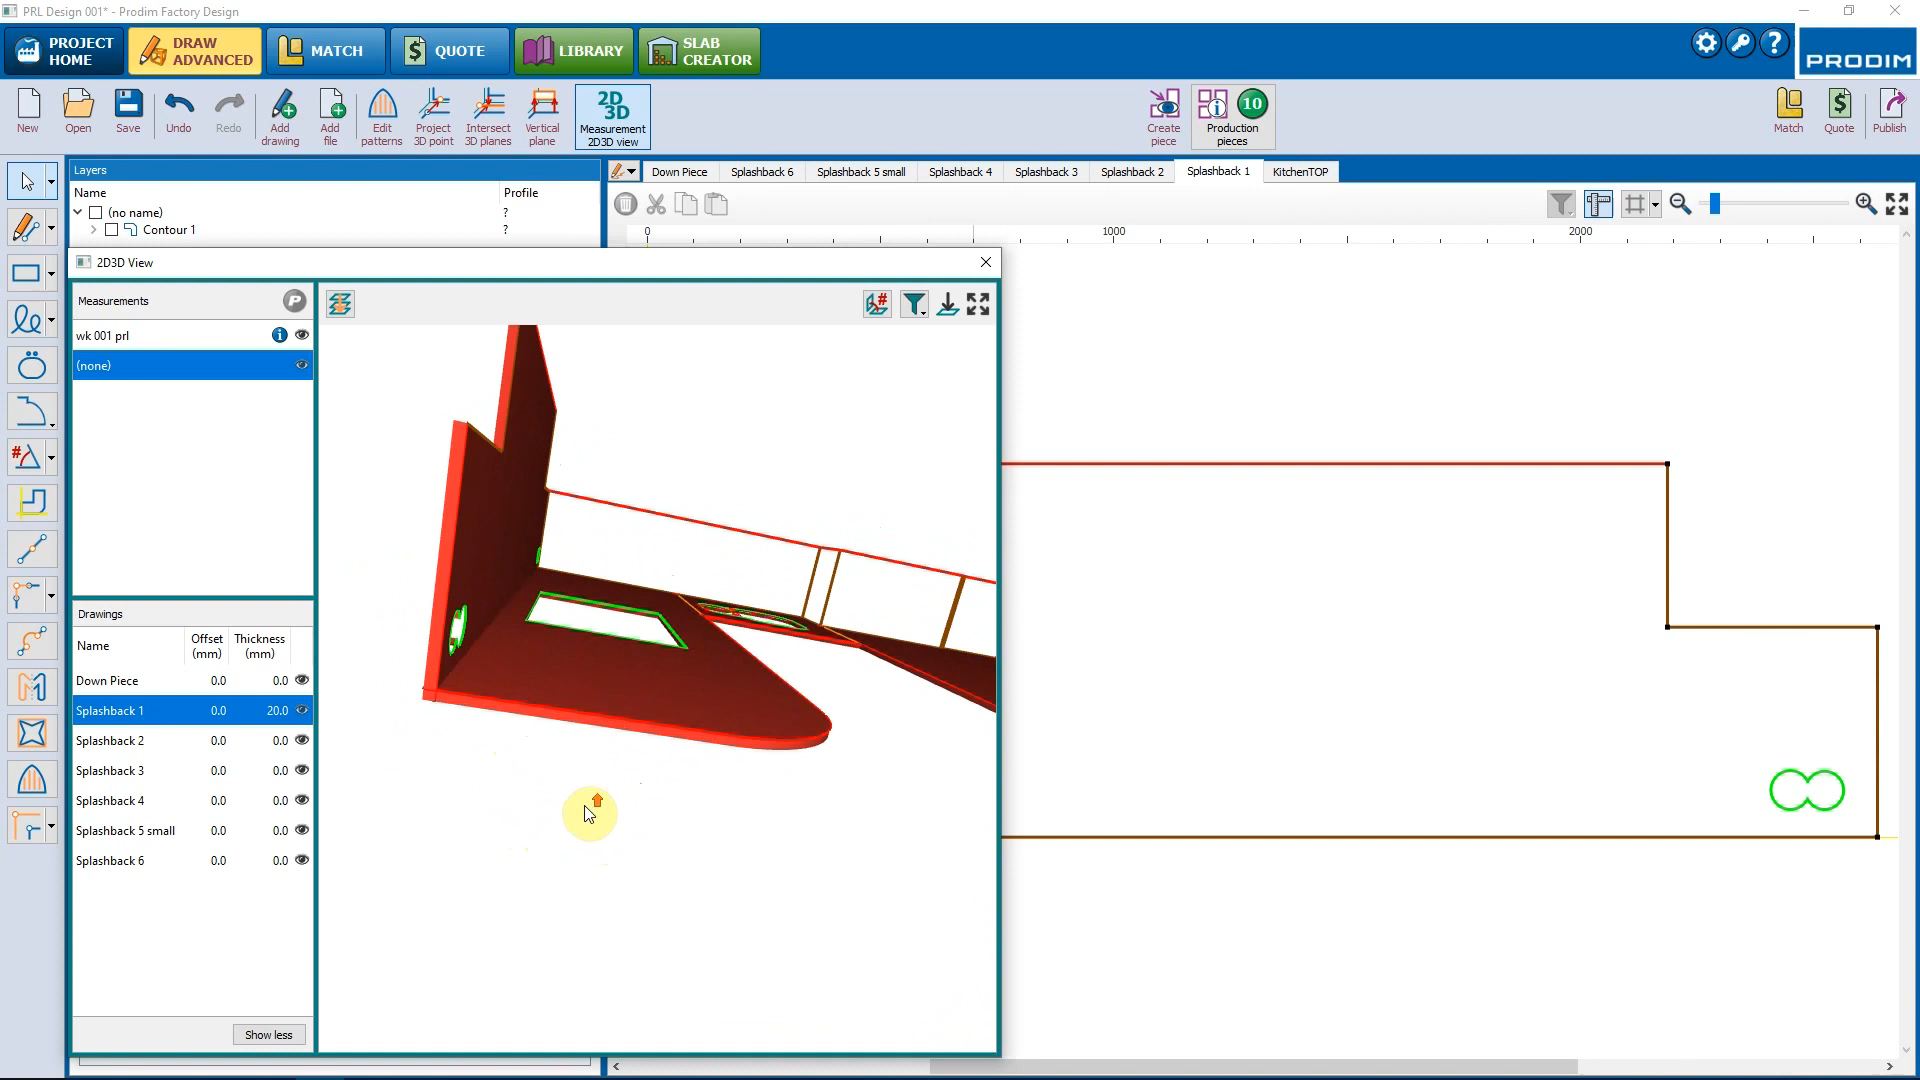 PRL Design 001* - Prodim Factory Design
PROJECT HOME
DRAW ADVANCED
MATCH
$ QUOTE
LIBRARY
SLAB CREATOR
?
PRODIM
New
Open
Save
Undo
Redo
Add drawing
Add file
Edit patterns
Project 3D point
Intersect 3D planes
Vertical plane
2D 3D
Measurement 2D3D view
Create piece
10
Production pieces
Match
$
Quote
Publish
Layers
Name Profile
(no name) ?
Contour 1 ?
Down Piece
Splashback 6
Splashback 5 small
Splashback 4
Splashback 3
Splashback 2
Splashback 1
KitchenTOP
0 1000 2000
2D3D View
Measurements P
wk 001 prl
(none)
Drawings
Name Offset (mm) Thickness (mm)
Down Piece 0.0 0.0
Splashback 1 0.0 20.0
Splashback 2 0.0 0.0
Splashback 3 0.0 0.0
Splashback 4 0.0 0.0
Splashback 5 small 0.0 0.0
Splashback 6 0.0 0.0
Show less